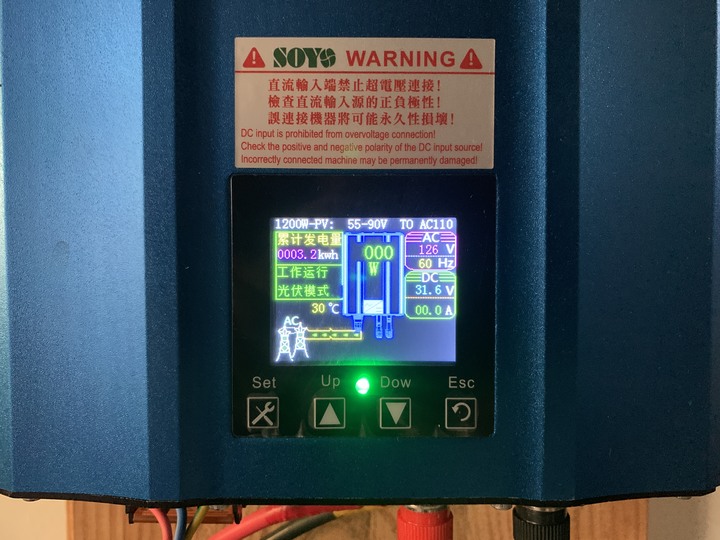 SOYO WARNING
直流輸入端禁止超電壓連接!
檢查直流輸入源的正負極性!
誤連接機器將可能永久性損壞!
DC input is prohibited from overvoltage connection!
Check the positive and negative polarity of the DC input source!
Incorrectly connected machine may be permanently damaged!
1200W-PV: 55-90V TO AC110
累计发电量
0003.2kwh
工作运行
光伏模式
30℃
000
W
AC
126 V
60 Hz
DC
31.6 V
00.0 A
AC
Set
Up
Dow
Esc